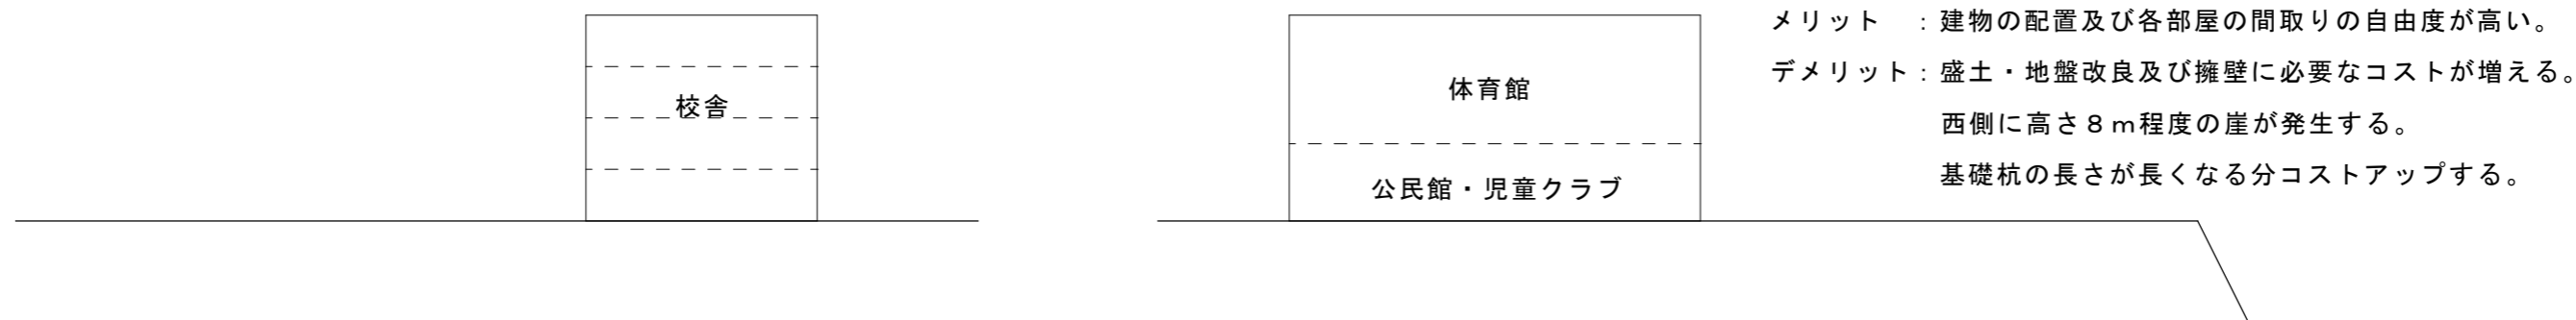 校舎
体育館
公民館・児童クラブ
メリット　：建物の配置及び各部屋の間取りの自由度が高い。
デメリット：盛土・地盤改良及び擁壁に必要なコストが増える。
西側に高さ８ｍ程度の崖が発生する。
基礎杭の長さが長くなる分コストアップする。